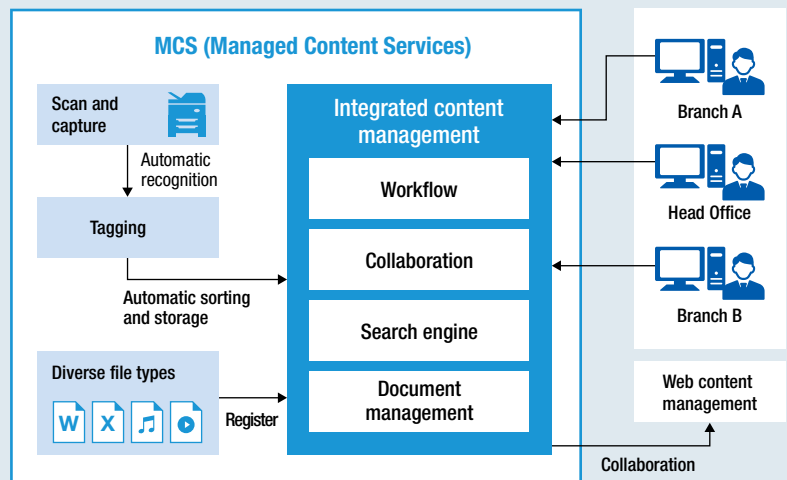 MCS (Managed Content Services)
Scan and
capture
Automatic
recognition
Tagging
Automatic sorting
and storage
Diverse file types
W X
Register
Integrated content
management
Workflow
Collaboration
Search engine
Document
management
Branch A
Head Office
Branch B
Web content
management
Collaboration